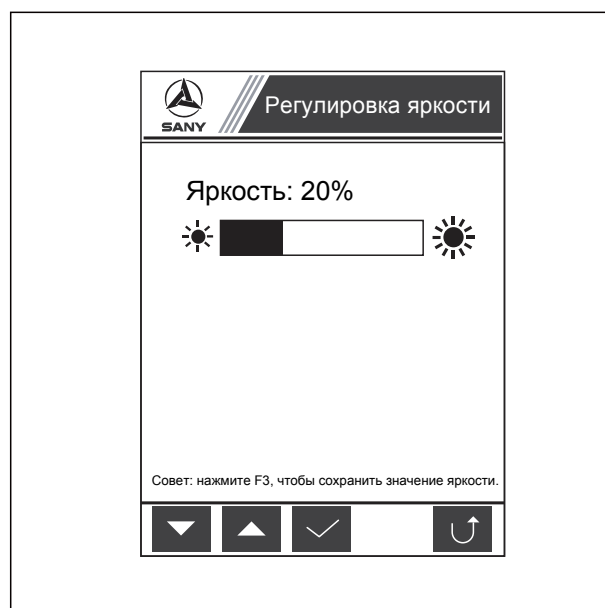 SANY
Регулировка яркости
Яркость: 20%
Совет: нажмите F3, чтобы сохранить значение яркости.